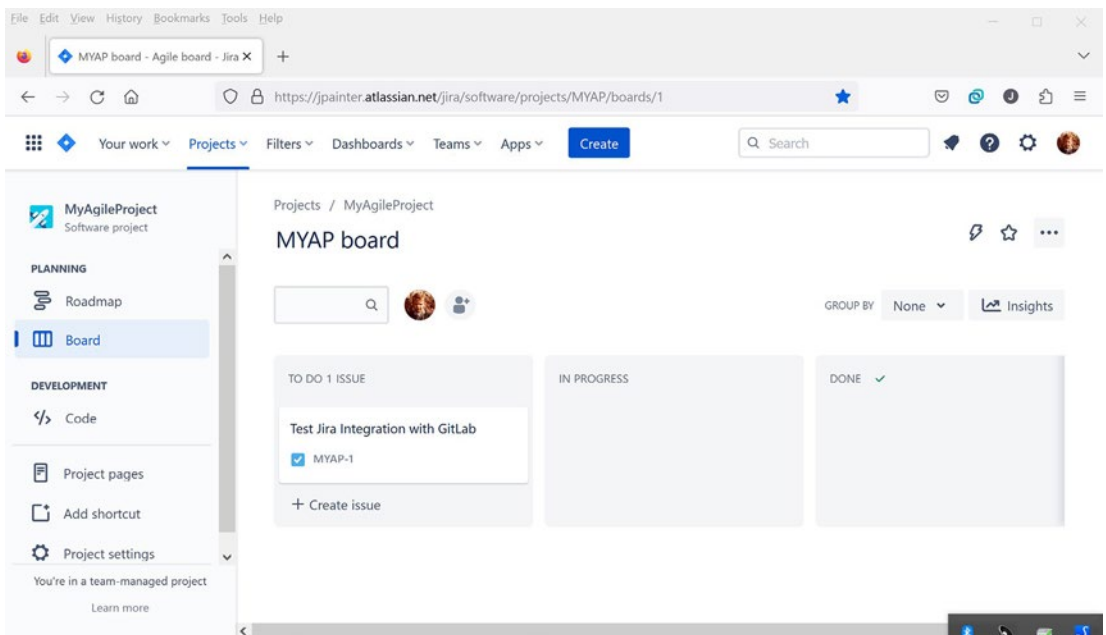 File Edit View History Bookmarks Tools Help
MYAP board - Agile board - Jira
https://jpainter.atlassian.net/jira/software/projects/MYAP/boards/1
J
Your work Projects Filters Dashboards Teams Apps Create Search
MyAgileProject
Software project
Projects / MyAgileProject
MYAP board
PLANNING
Roadmap
Board
DEVELOPMENT
Code
Project pages
Add shortcut
Project settings
You're in a team-managed project
Learn more
GROUP BY None Insights
TO DO 1 ISSUE
Test Jira Integration with GitLab
MYAP-1
+ Create issue
IN PROGRESS
DONE